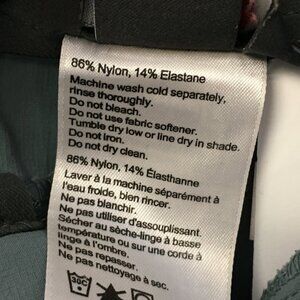 86% Nylon, 14% Elastane
Machine wash cold separately,
rinse thoroughly.
Do not bleach.
Do not use fabric softener.
Tumble dry low or line dry in shade.
Do not iron.
Do not dry clean.
86% Nylon, 14% Élasthanne
Laver à la machine séparément à
l'eau froide, bien rincer.
Ne pas blanchir.
Ne pas utiliser d'assouplissant.
Sécher au sèche-linge à basse
température ou sur une corde à
linge à l'ombre.
Ne pas repasser.
Ne pas nettoyage à sec.
30C